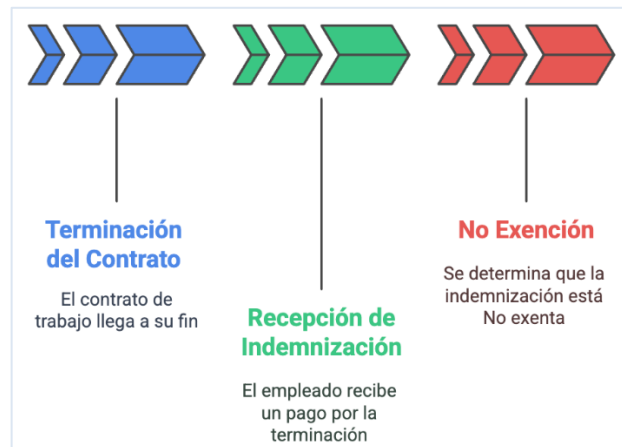 Terminación
del Contrato
El contrato de
trabajo llega a su fin
Recepción de
Indemnización
El empleado recibe
un pago por la
terminación
No Exención
Se determina que la
indemnización está
No exenta